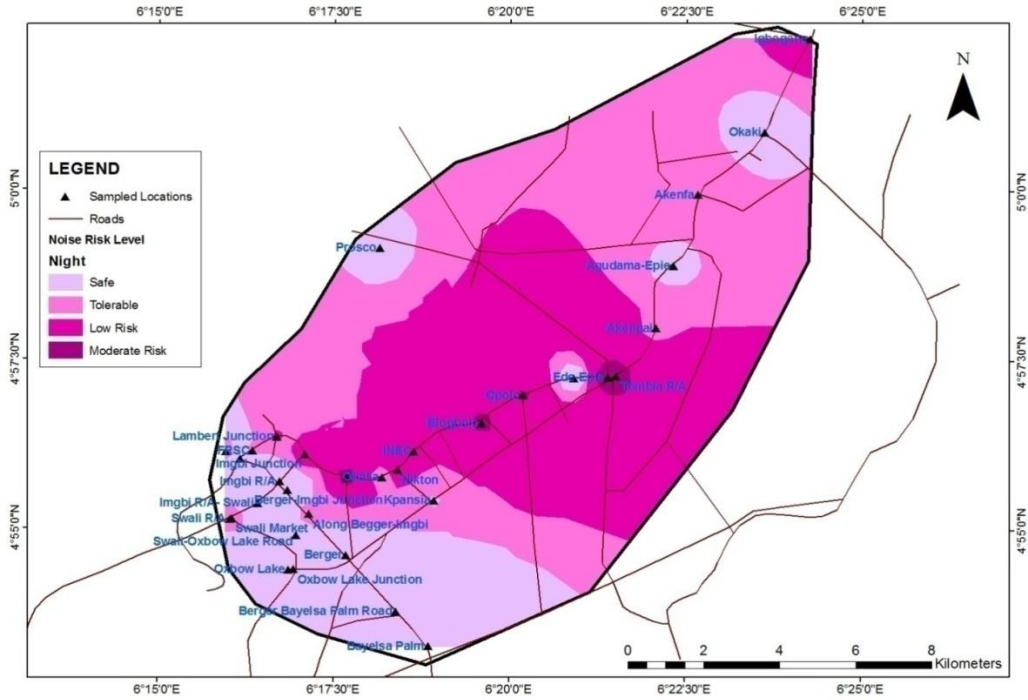 6°15'0"E 6°17'30"E 6°20'0"E 6°22'30"E 6°25'0"E
N
Okaki
LEGEND
Sampled Locations
Roads
Noise Risk Level
Night
Safe
Tolerable
Low Risk
Moderate Risk
5°0'0"N
5°0'0"N
Akenfa
Prosco
Agudama-Epie
4°57'30"N
4°57'30"N
Akenpai
Tombia R/A
Opolo
Biogbolo
Lambert Junction
FRSC
INEC
Imgbi Junction
Imgbi R/A
Nikton
Berger-Imgbi Junction
Kpansia
Imgbi R/A- Swali
4°55'0"N
4°55'0"N
Swali R/A
Along Begger-Imgbi
Swali Market
Swali-Oxbow Lake Road
Berger
Oxbow Lake
Oxbow Lake Junction
Berger Bayelsa Palm Road
Bayelsa Palm
0 2 4 6 8
Kilometers
6°15'0"E 6°17'30"E 6°20'0"E 6°22'30"E 6°25'0"E